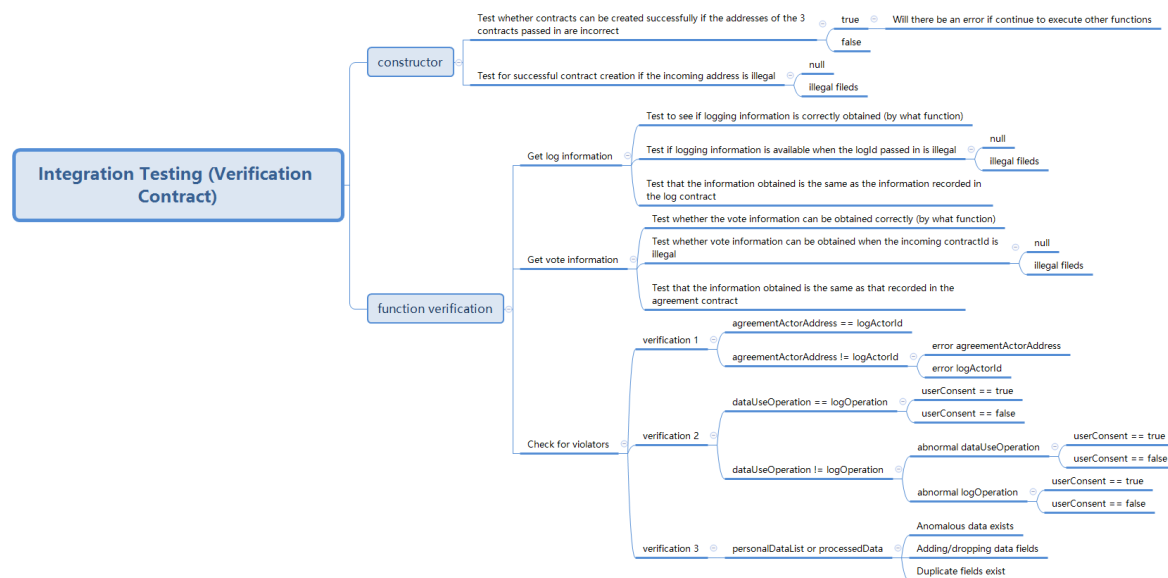 Integration Testing (Verification
Contract)
constructor
Test whether contracts can be created successfully if the addresses of the 3
contracts passed in are incorrect
true
Will there be an error if continue to execute other functions
false
Test for successful contract creation if the incoming address is illegal
null
illegal fileds
function verification
Get log information
Test to see if logging information is correctly obtained (by what function)
Test if logging information is available when the logId passed in is illegal
null
illegal fileds
Test that the information obtained is the same as the information recorded in
the log contract
Get vote information
Test whether the vote information can be obtained correctly (by what function)
Test whether vote information can be obtained when the incoming contractId is
illegal
null
illegal fileds
Test that the information obtained is the same as that recorded in the
agreement contract
Check for violators
verification 1
agreementActorAddress == logActorId
agreementActorAddress != logActorId
error agreementActorAddress
error logActorId
verification 2
dataUseOperation == logOperation
userConsent == true
userConsent == false
dataUseOperation != logOperation
abnormal dataUseOperation
userConsent == true
userConsent == false
abnormal logOperation
userConsent == true
userConsent == false
verification 3
personalDataList or processedData
Anomalous data exists
Adding/dropping data fields
Duplicate fields exist